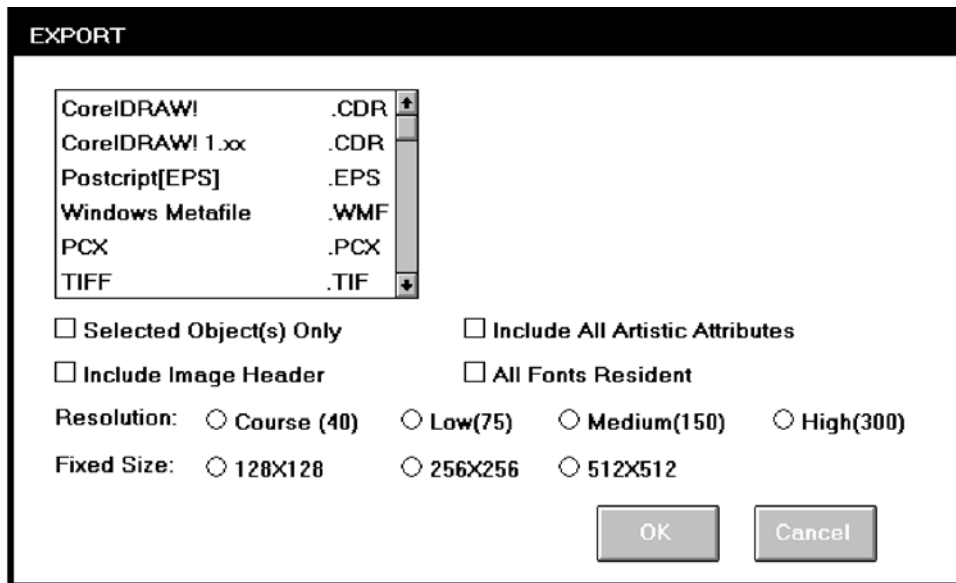 EXPORT
CorelDRAW! .CDR
CorelDRAW! 1.xx .CDR
Postcript[EPS] .EPS
Windows Metafile .WMF
PCX .PCX
TIFF .TIF
Selected Object(s) Only Include All Artistic Attributes
Include Image Header All Fonts Resident
Resolution: Course (40) Low(75) Medium(150) High(300)
Fixed Size: 128X128 256X256 512X512
OK Cancel